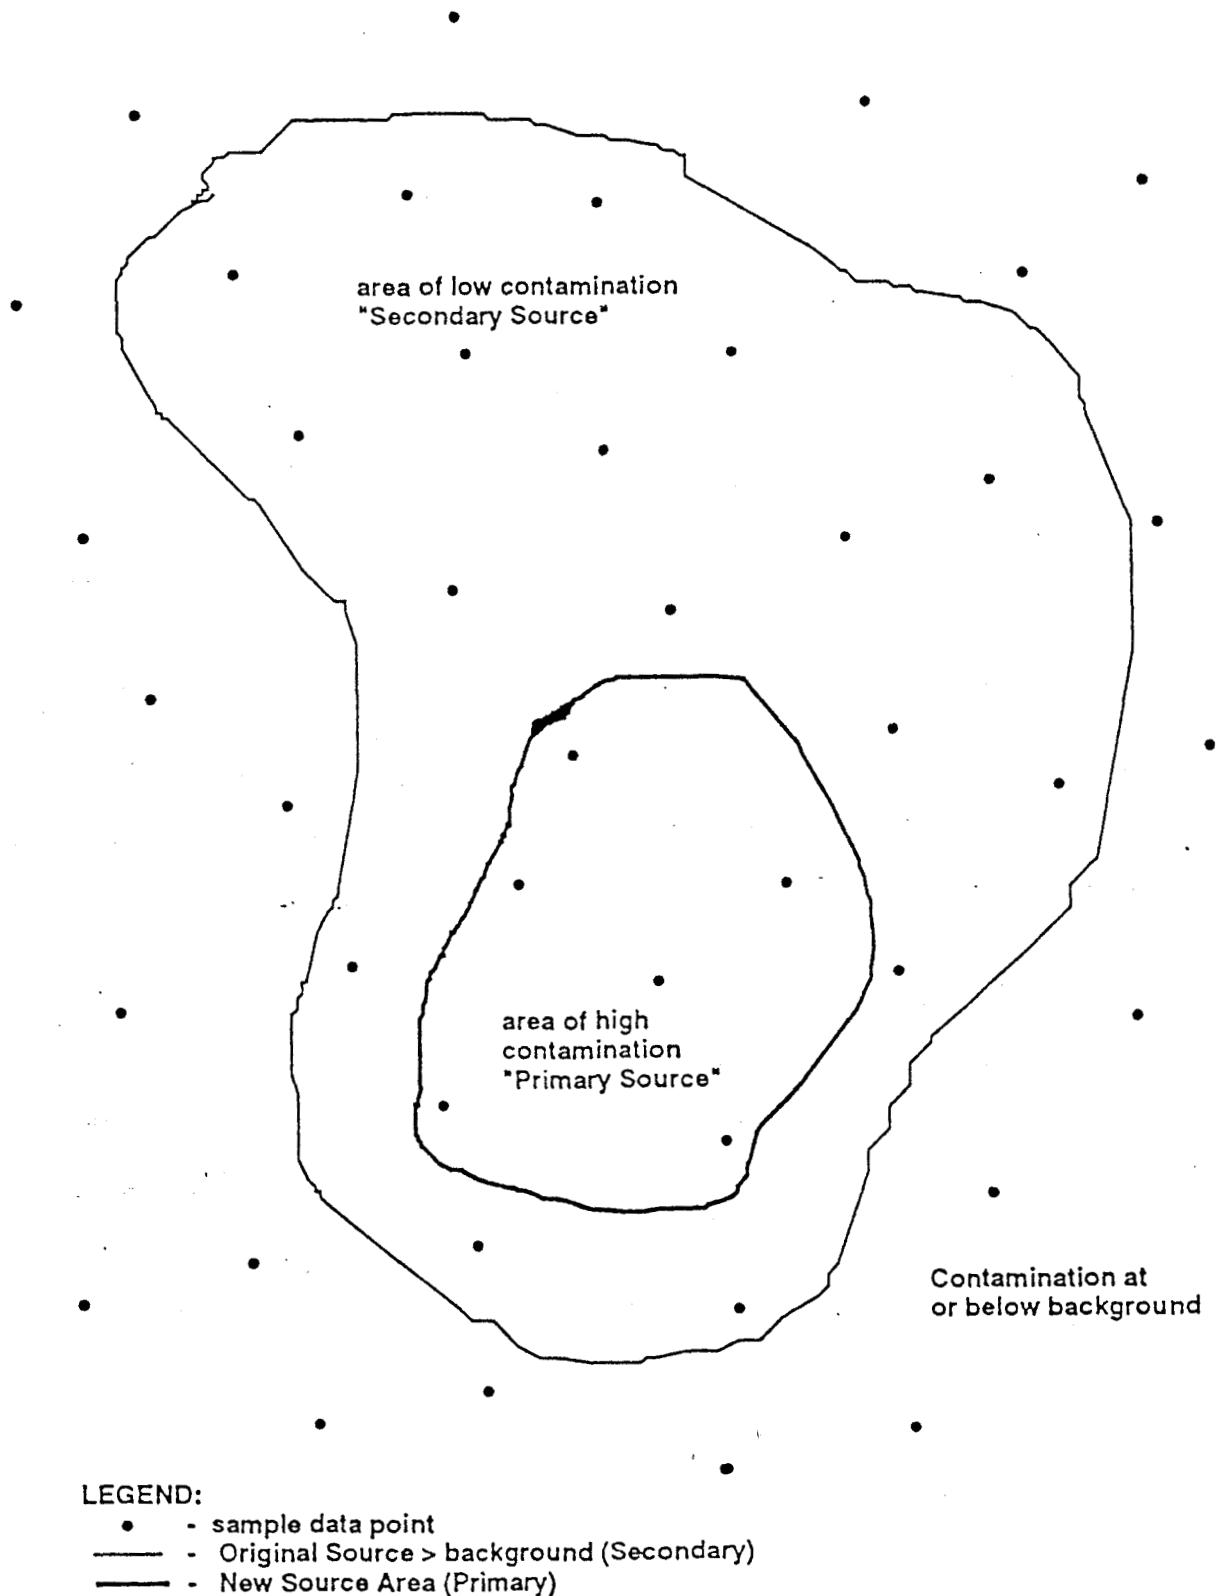 area of low contamination
"Secondary Source"
area of high
contamination
"Primary Source"
Contamination at
or below background
LEGEND:
- sample data point
- Original Source > background (Secondary)
- New Source Area (Primary)